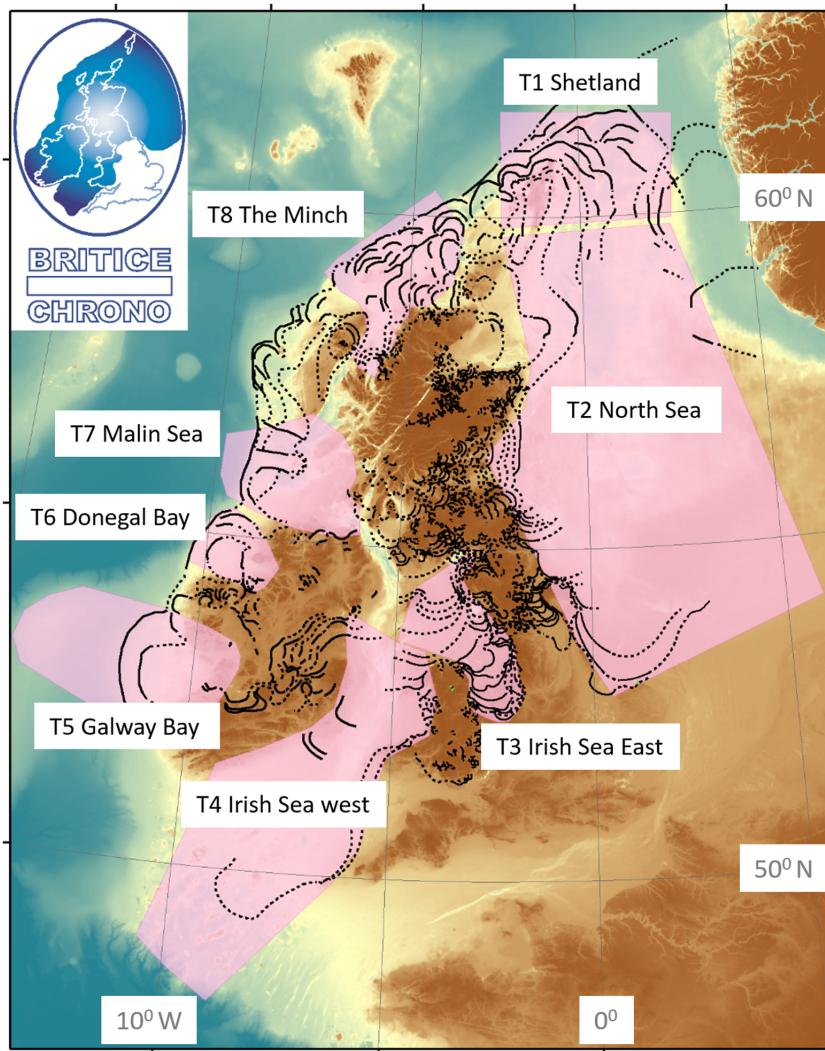 T1 Shetland
60⁰ N
T8 The Minch
BRITICE
CHRONO
T2 North Sea
T7 Malin Sea
T6 Donegal Bay
T5 Galway Bay
T3 Irish Sea East
T4 Irish Sea west
50⁰ N
10⁰ W
0⁰